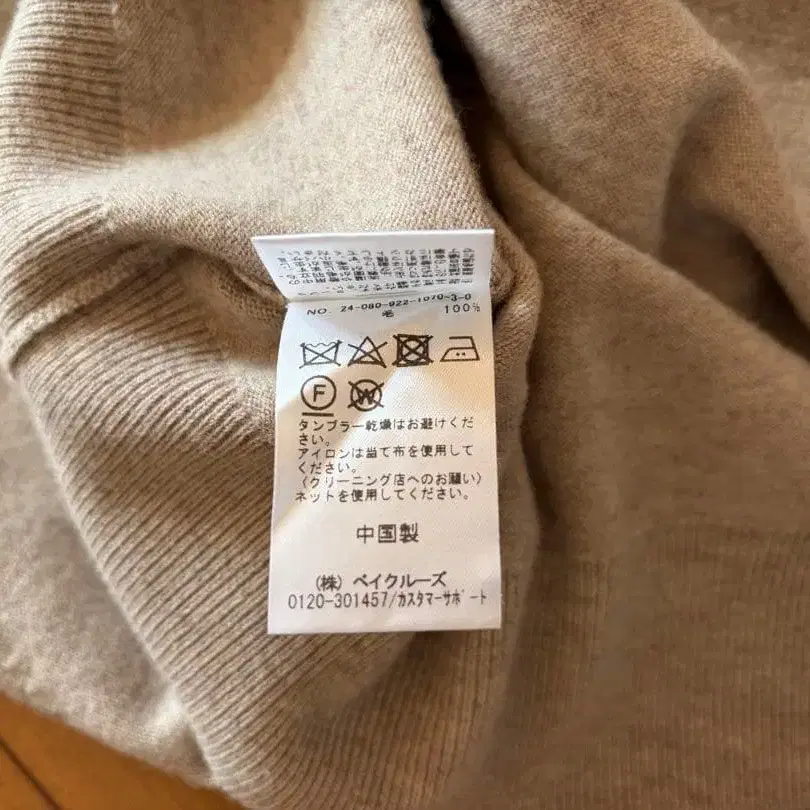 NO. 24-080-922-1070-3-0
毛 100%
F
W
タンブラー乾燥はお避けくだ
さい。
アイロンは当て布を使用して
ください。
〈クリーニング店へのお願い〉
ネットを使用してください。
中国製
(株) ベイクルーズ
0120-301457/カスタマーサポート